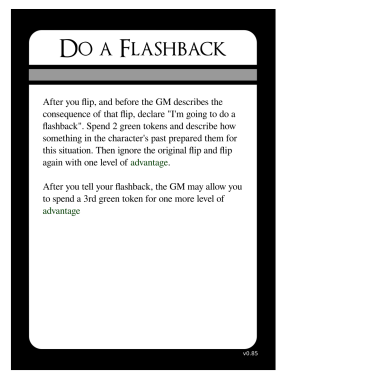 Do a Flashback
After you flip, and before the GM describes the
consequence of that flip, declare "I'm going to do a
flashback". Spend 2 green tokens and describe how
something in the character's past prepared them for
this situation. Then ignore the original flip and flip
again with one level of advantage.
After you tell your flashback, the GM may allow you
to spend a 3rd green token for one more level of
advantage
v0.85